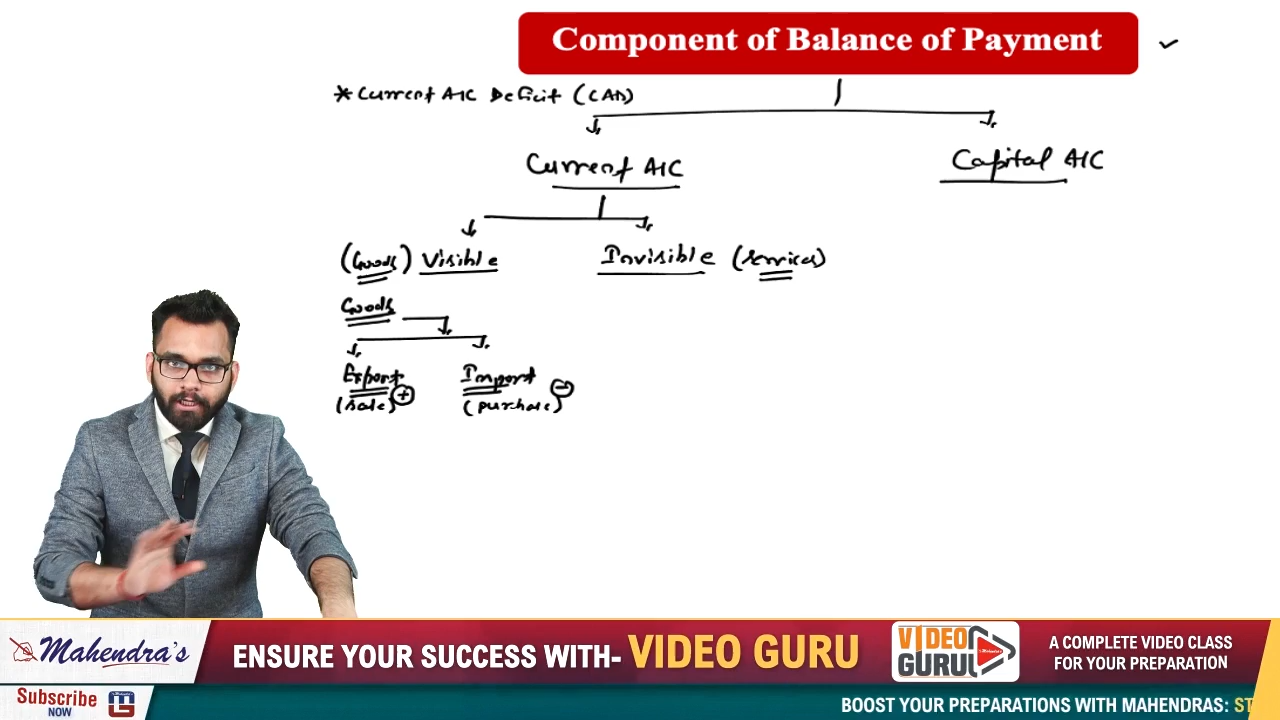 Component of Balance of Payment
* Current A/C Deficit (CAD)
Current A/C
Capital A/C
(Goods) Visible
Invisible (Services)
Goods
Export
Import
(Sale) +
(purchase) -
Mahendra's
ENSURE YOUR SUCCESS WITH- VIDEO GURU
VIDEO
GURU
Mahendra's
A COMPLETE VIDEO CLASS
FOR YOUR PREPARATION
Subscribe
NOW
BOOST YOUR PREPARATIONS WITH MAHENDRAS: ST